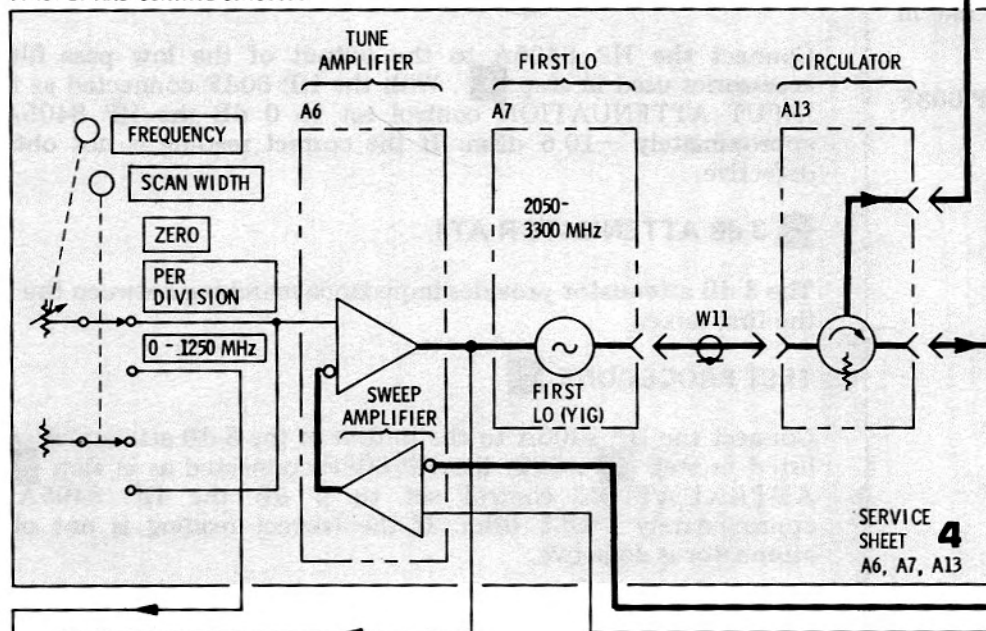 TUNE
AMPLIFIER
FIRST LO
CIRCULATOR
A6
A7
A13
FREQUENCY
SCAN WIDTH
ZERO
PER
DIVISION
0 - .1250 MHz
2050-
3300 MHz
W11
FIRST
LO (YIG)
SWEEP
AMPLIFIER
SERVICE
SHEET 4
A6, A7, A13